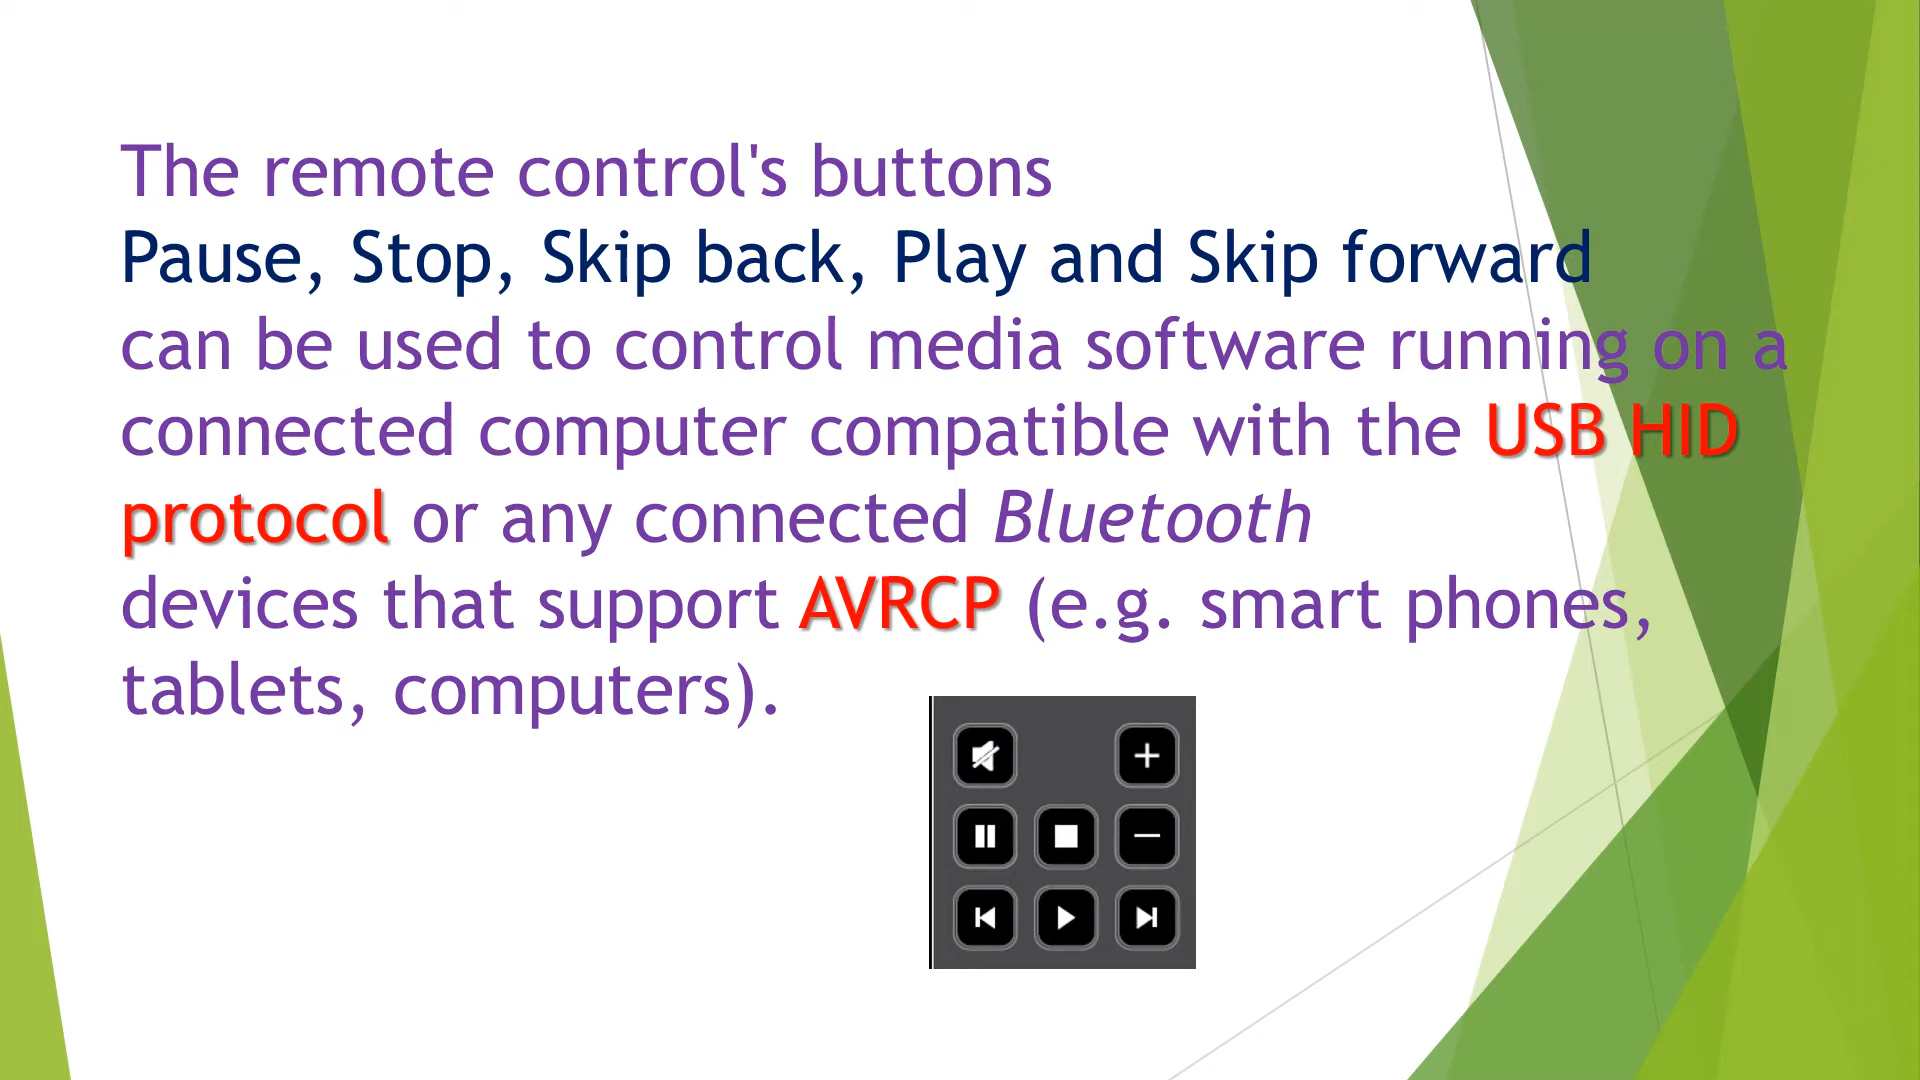 The remote control's buttons
Pause, Stop, Skip back, Play and Skip forward
can be used to control media software running on a
connected computer compatible with the USB HID
protocol or any connected Bluetooth
devices that support AVRCP (e.g. smart phones,
tablets, computers).